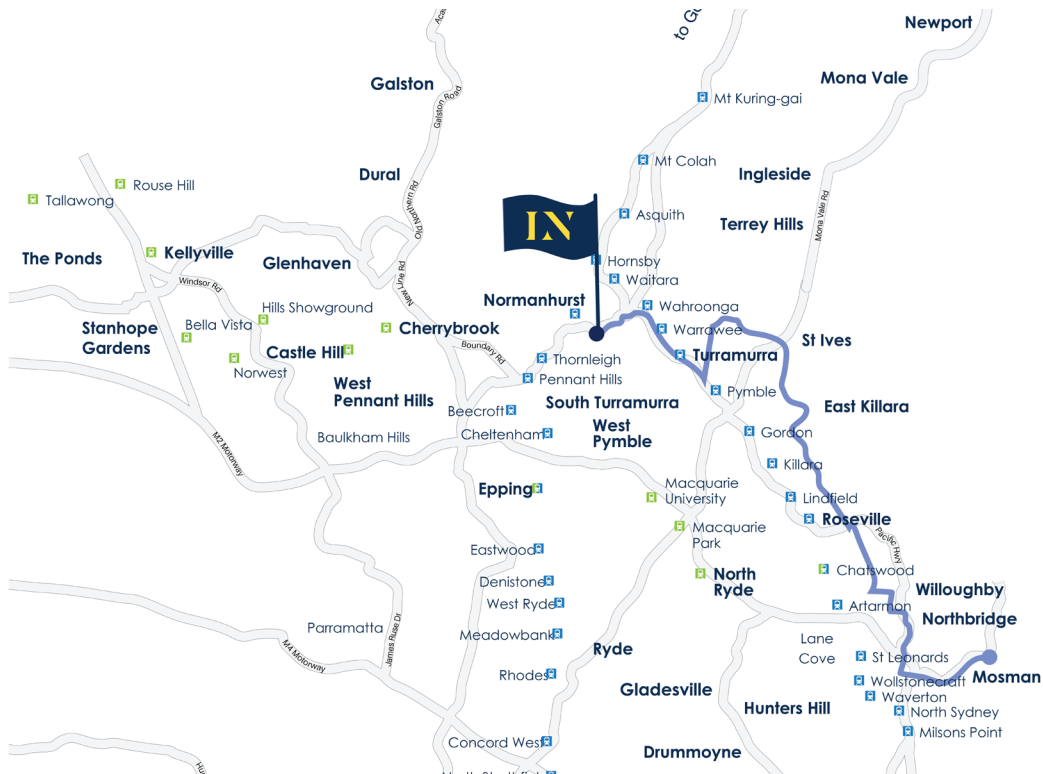 Newport
to G
Aca
Mona Vale
Galston
Galston Road
Mt Kuring-gai
Mt Colah
Dural
Ingleside
Rouse Hill
Tallawong
Old Northern Rd
Mona Vale Rd
Asquith
Terrey Hills
IN
Kellyville
The Ponds
Glenhaven
Hornsby
New Line Rd
Waitara
Windsor Rd
Normanhurst
Wahroonga
Hills Showground
Stanhope
Gardens
Bella Vista
Cherrybrook
Warrawee
St Ives
Boundary Rd
Castle Hill
Turramurra
Norwest
Thornleigh
West
Pennant Hills
Pennant Hills
Pymble
South Turramurra
East Killara
Beecroft
West
Pymble
Baulkham Hills
Cheltenham
Gordon
M2 Motorway
Killara
Epping
Macquarie
University
Lindfield
Roseville
Macquarie
Park
Pacific Hwy
Eastwood
Chatswood
Denistone
North
Ryde
Willoughby
West Ryde
Artarmon
Northbridge
Parramatta
James Ruse Dr
Meadowbank
Lane
Cove
M4 Motorway
Ryde
St Leonards
Rhodes
Mosman
Wollstonecraft
Gladesville
Waverton
Hunters Hill
North Sydney
Milsons Point
Concord West
Drummoyne